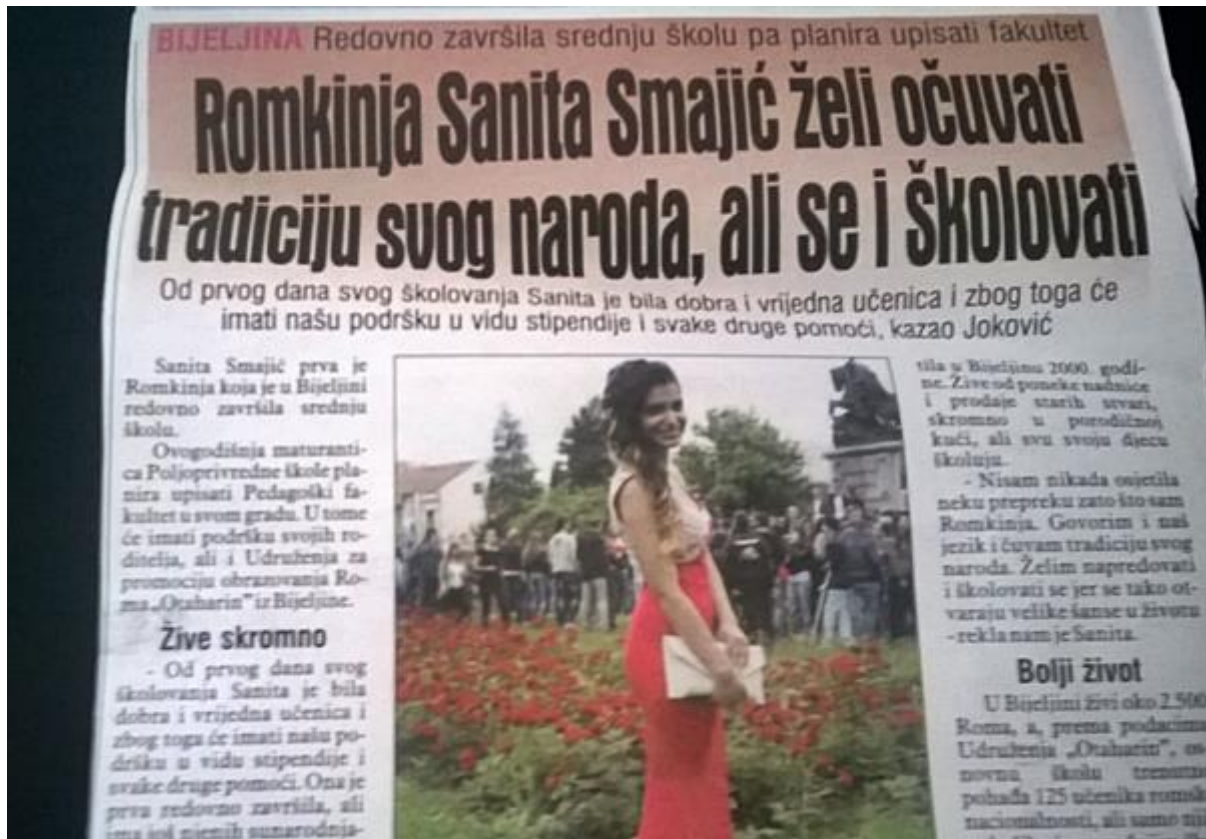 BIJELJINA Redovno završila srednju školu pa planira upisati fakultet
Romkinja Sanita Smajić želi očuvati
tradiciju svog naroda, ali se i školovati
Od prvog dana svog školovanja Sanita je bila dobra i vrijedna učenica i zbog toga će
imati našu podršku u vidu stipendije i svake druge pomoći, kazao Joković
Sanita Smajić prva je
Romkinja koja je u Bijeljini
redovno završila srednju
školu.
Ovogodišnja maturanti-
ca Poljoprivredne škole pla-
nira upisati Pedagoški fa-
kultet u svom gradu. U tome
će imati podršku svojih ro-
ditelja, ali i Udruženja za
promociju obrazovanja Ro-
ma „Otaharin" iz Bijeljine.
Žive skromno
- Od prvog dana svog
školovanja Sanita je bila
dobra i vrijedna učenica i
zbog toga će imati našu po-
dršku u vidu stipendije i
svake druge pomoći. Ona je
prva redovno završila, ali
ima još njenih sunarodnja-
tila u Bijeljinu 2000. godi-
ne. Žive od poneke nadnice
i prodaje starih stvari,
skromno u porodičnoj
kući, ali svu svoju djecu
školuju.
- Nisam nikada osjetila
neku prepreku zato što sam
Romkinja. Govorim i naš
jezik i čuvam tradiciju svog
naroda. Želim napredovati
i školovati se jer se tako ot-
varaju velike šanse u životu
- rekla nam je Sanita.
Bolji život
U Bijeljini živi oko 2.500
Roma, a, prema podacima
Udruženja „Otaharin", os-
novnu školu trenutno
pohađa 125 učenika romsk
nacionalnosti, ali samo nj